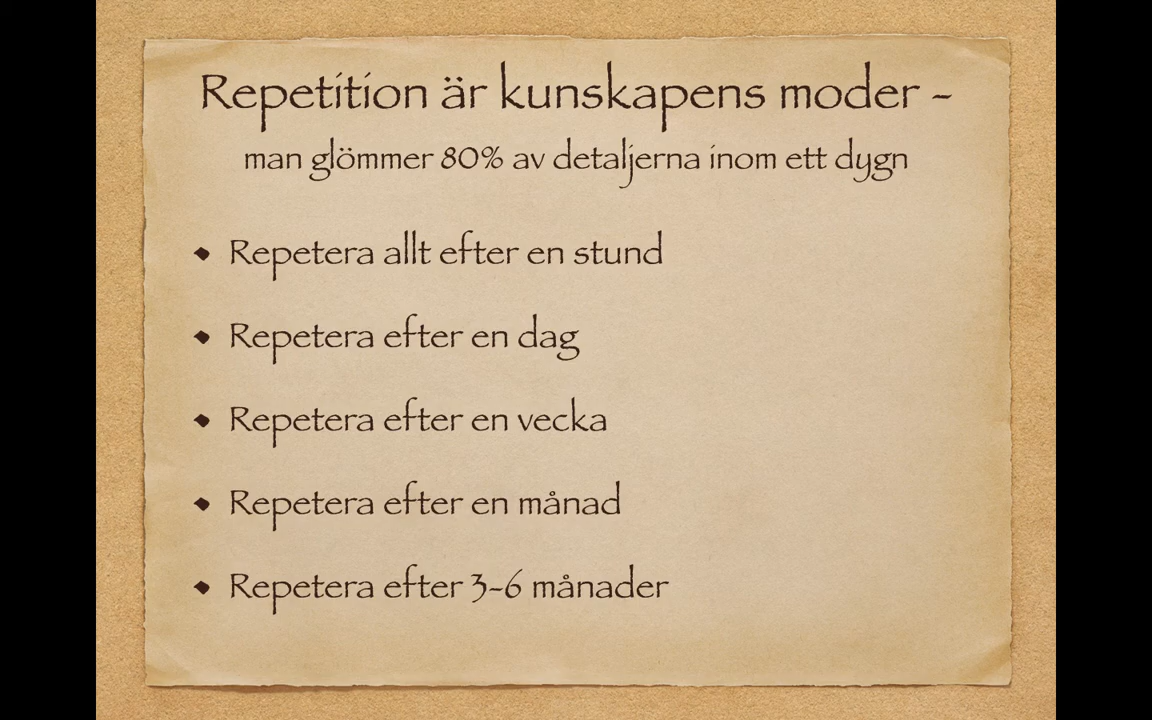 Repetition är kunskapens moder -
man glömmer 80% av detaljerna inom ett dygn
• Repetera allt efter en stund
• Repetera efter en dag
• Repetera efter en vecka
• Repetera efter en månad
• Repetera efter 3-6 månader